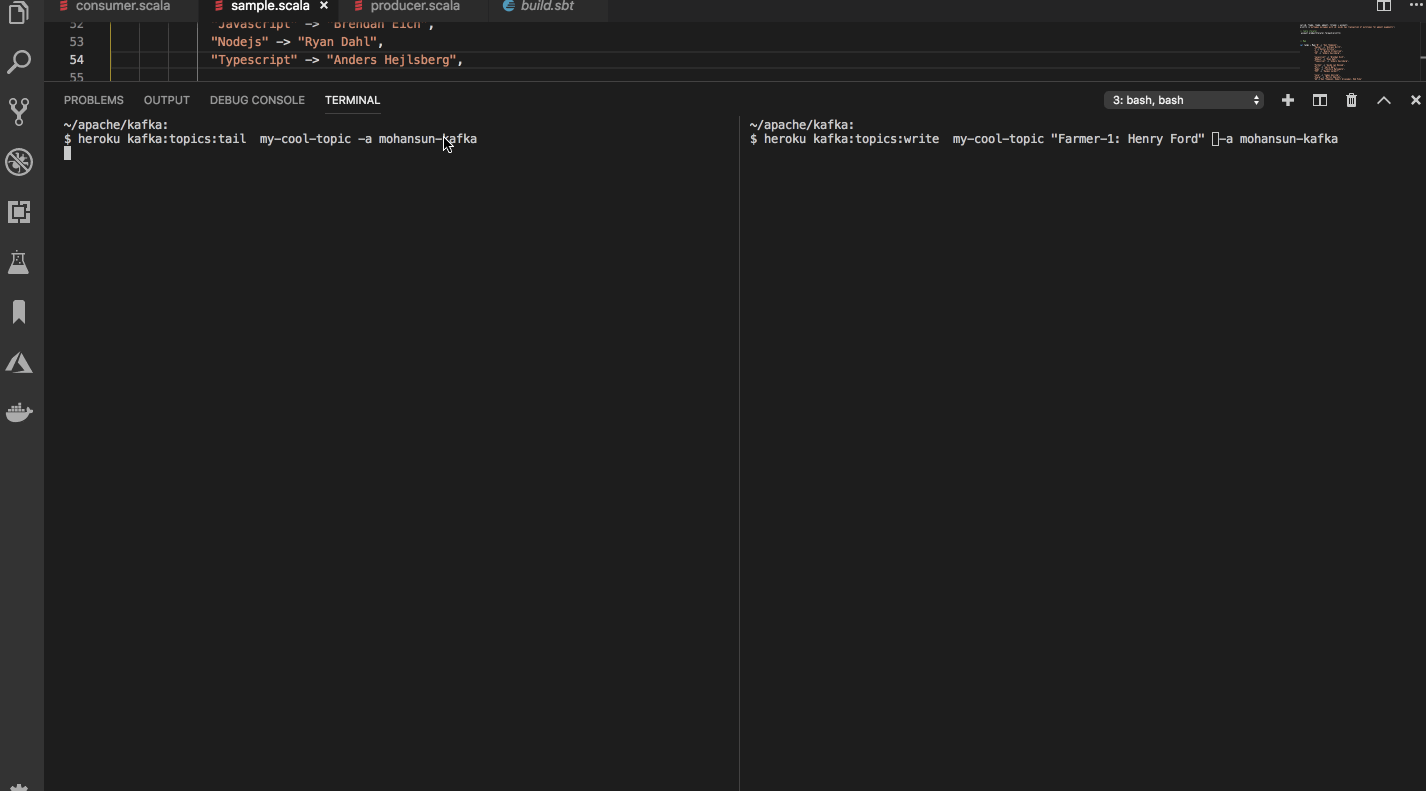 consumer.scala
sample.scala
producer.scala
build.sbt
52 "Javascript" -> "Brendan Eich",
53 "Nodejs" -> "Ryan Dahl",
54 "Typescript" -> "Anders Hejlsberg",
55
PROBLEMS OUTPUT DEBUG CONSOLE TERMINAL
3: bash, bash
~/apache/kafka:
$ heroku kafka:topics:tail  my-cool-topic -a mohansun-kafka
~/apache/kafka:
$ heroku kafka:topics:write  my-cool-topic "Farmer-1: Henry Ford" -a mohansun-kafka